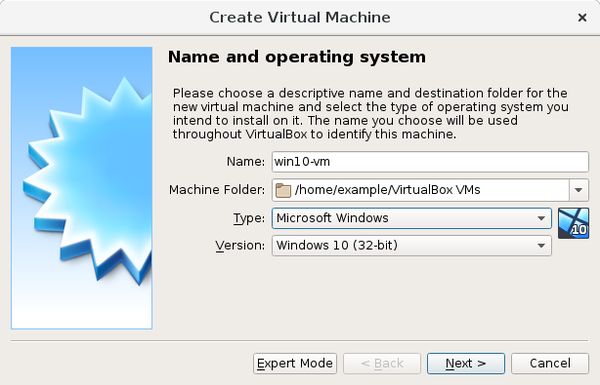 Create Virtual Machine
Name and operating system
Please choose a descriptive name and destination folder for the
new virtual machine and select the type of operating system you
intend to install on it. The name you choose will be used
throughout VirtualBox to identify this machine.
Name: win10-vm
Machine Folder: /home/example/VirtualBox VMs
Type: Microsoft Windows
10
Version: Windows 10 (32-bit)
Expert Mode < Back Next > Cancel